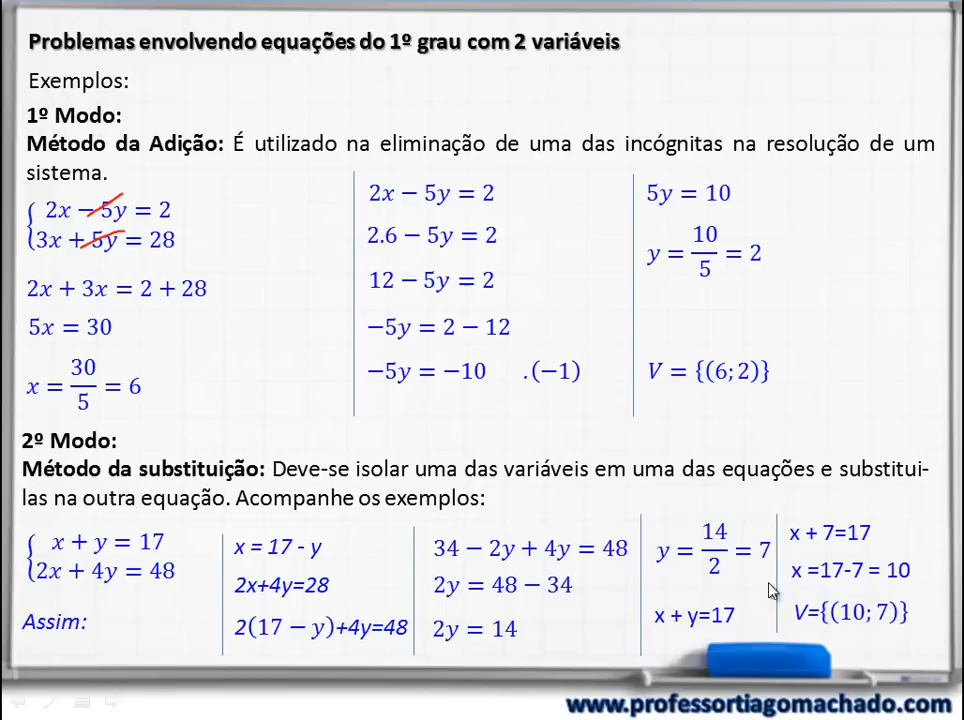 Problemas envolvendo equações do 1º grau com 2 variáveis
Exemplos:
1º Modo:
Método da Adição: É utilizado na eliminação de uma das incógnitas na resolução de um
sistema.
2x − 5y = 2
3x + 5y = 28
2x + 3x = 2 + 28
5x = 30
x = 30/5 = 6
2x − 5y = 2
2.6 − 5y = 2
12 − 5y = 2
−5y = 2 − 12
−5y = −10 .(−1)
5y = 10
y = 10/5 = 2
V = {(6; 2)}
2º Modo:
Método da substituição: Deve-se isolar uma das variáveis em uma das equações e substitui-
las na outra equação. Acompanhe os exemplos:
x + y = 17
2x + 4y = 48
Assim:
x = 17 - y
2x+4y=28
2(17 − y)+4y=48
34 − 2y + 4y = 48
2y = 48 − 34
2y = 14
y = 14/2 = 7
x + y=17
x + 7=17
x =17-7 = 10
V={(10; 7)}
www.professortiagomachado.com